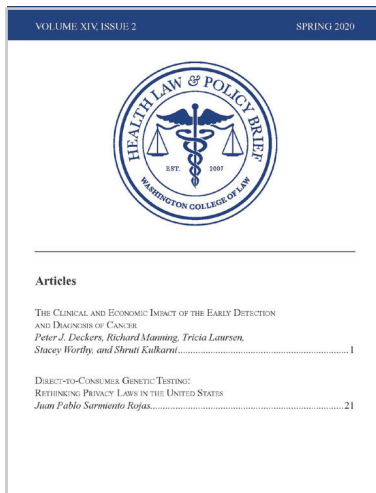 VOLUME XIV, ISSUE 2 SPRING 2020
HEALTH LAW & POLICY BRIEF
EST. 2007
WASHINGTON COLLEGE OF LAW
Articles
THE CLINICAL AND ECONOMIC IMPACT OF THE EARLY DETECTION
AND DIAGNOSIS OF CANCER
Peter J. Deckers, Richard Manning, Tricia Laursen,
Stacey Worthy, and Shruti Kulkarni..........................................................1
DIRECT-TO-CONSUMER GENETIC TESTING:
RETHINKING PRIVACY LAWS IN THE UNITED STATES
Juan Pablo Sarmiento Rojas....................................................................21